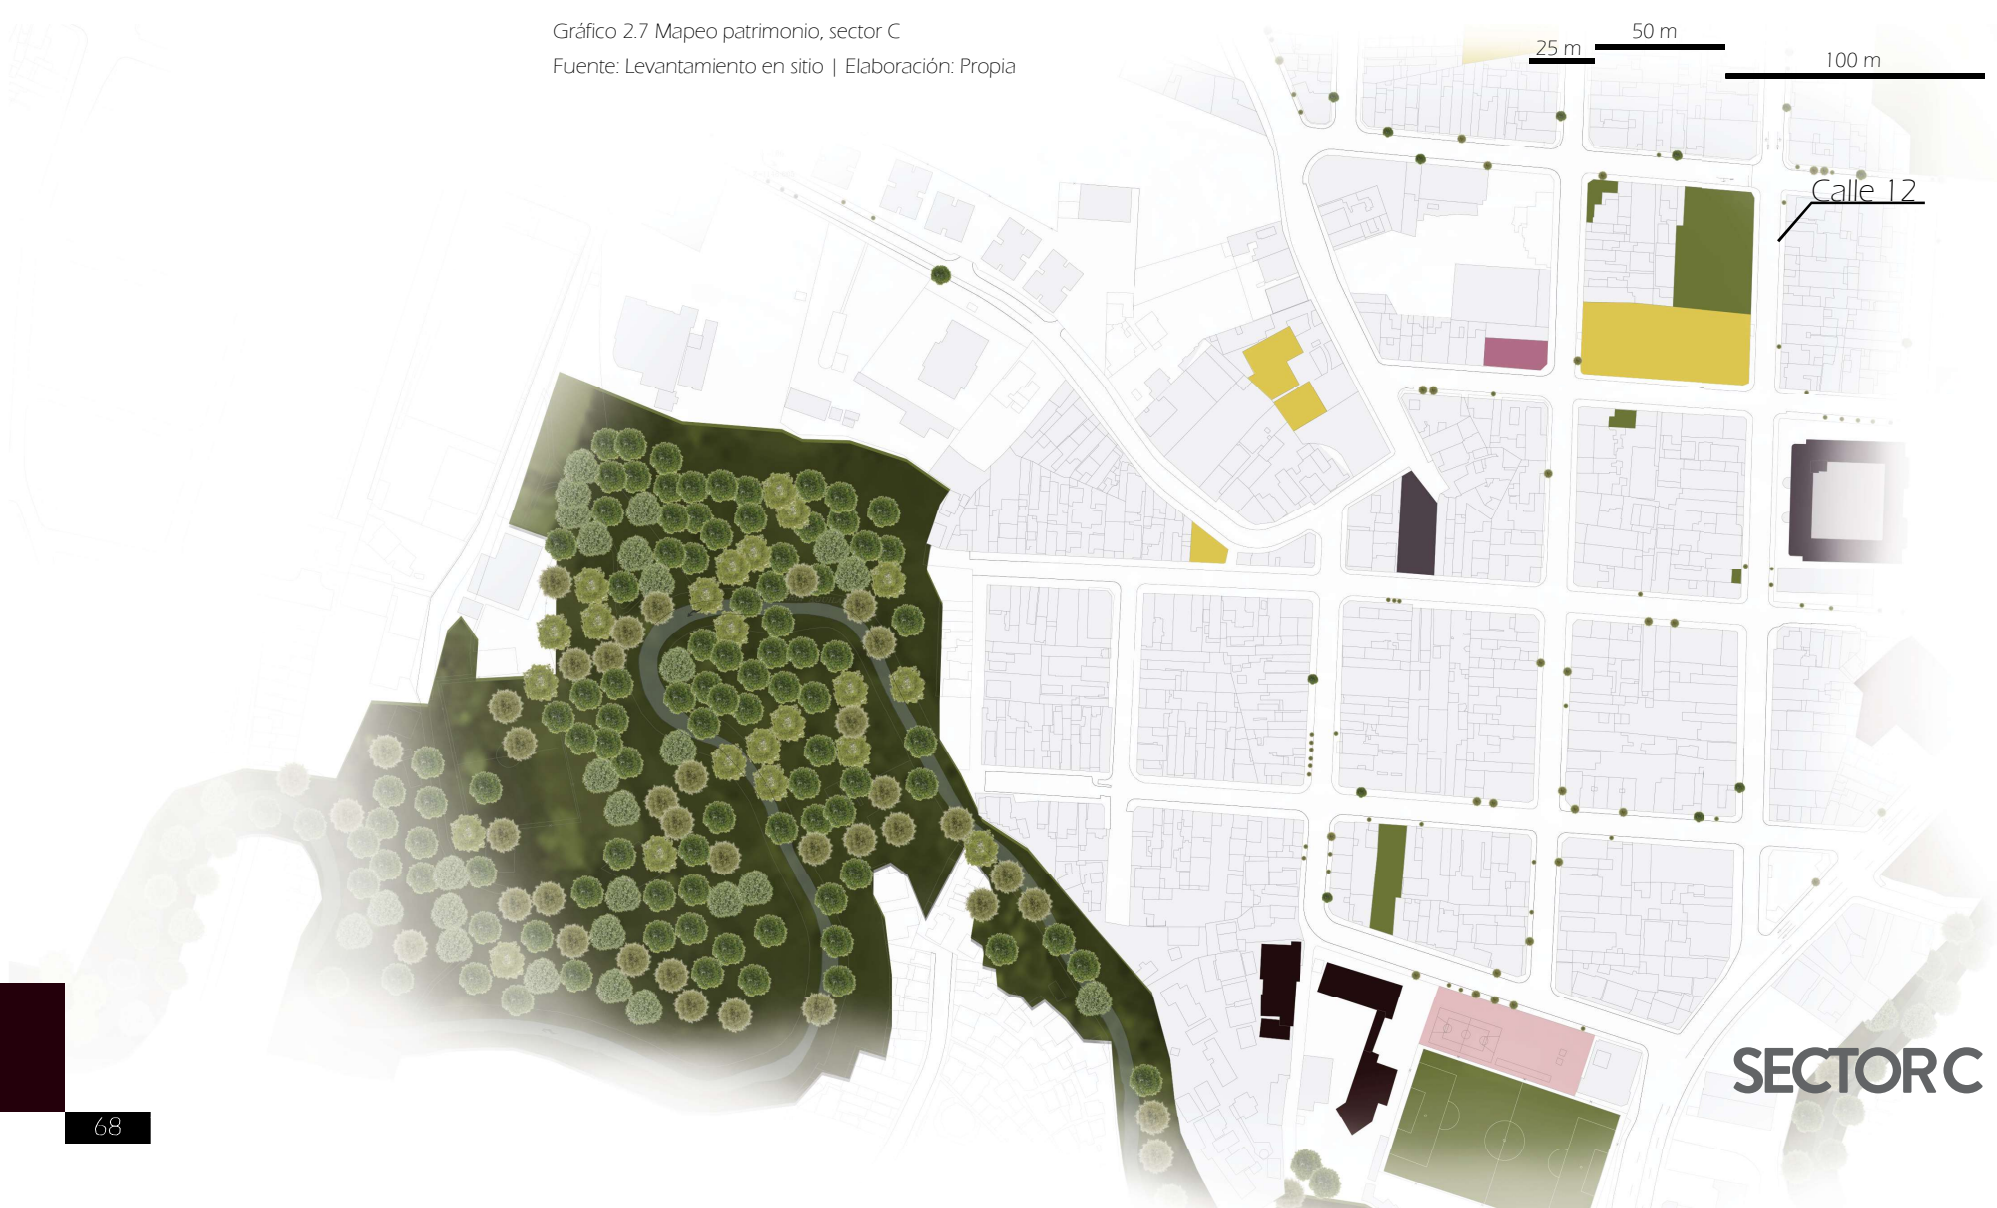 Gráfico 2.7 Mapeo patrimonio, sector C
Fuente: Levantamiento en sitio | Elaboración: Propia
25 m
50 m
100 m
Calle 12
SECTOR C
68